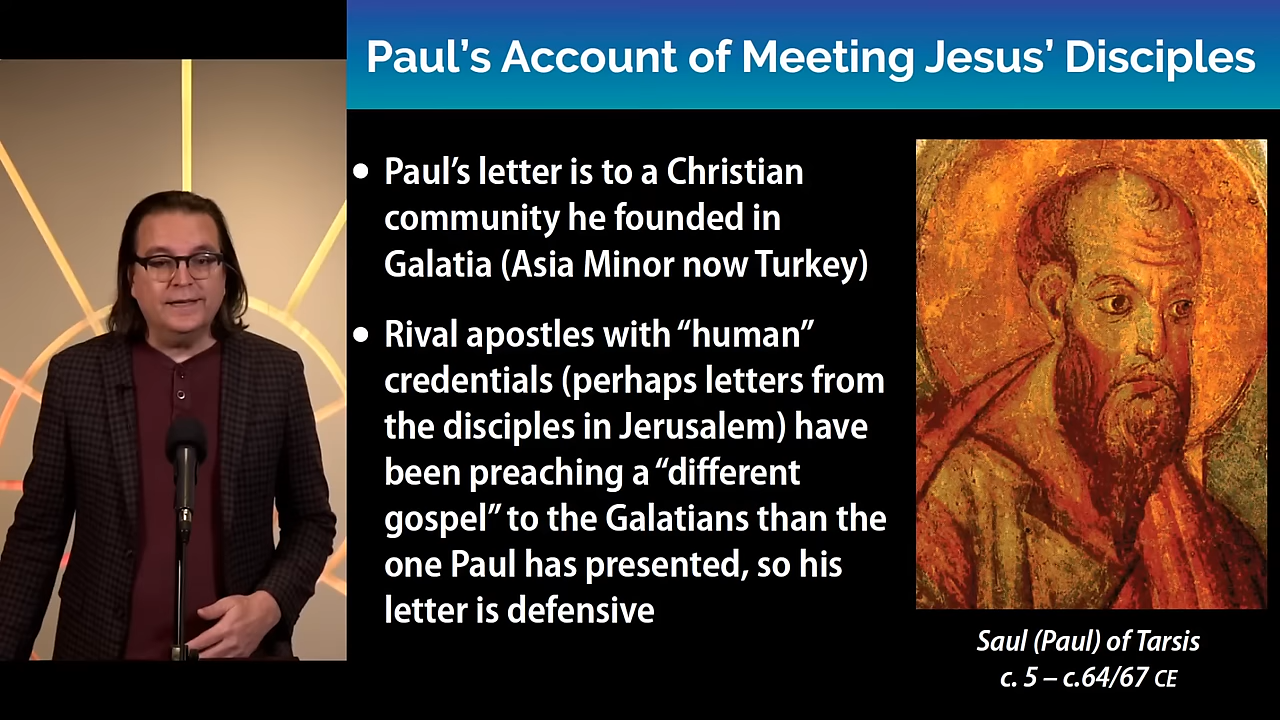 Paul’s Account of Meeting Jesus’ Disciples
• Paul’s letter is to a Christian
community he founded in
Galatia (Asia Minor now Turkey)
• Rival apostles with “human”
credentials (perhaps letters from
the disciples in Jerusalem) have
been preaching a “different
gospel” to the Galatians than the
one Paul has presented, so his
letter is defensive
Saul (Paul) of Tarsis
c. 5 – c.64/67 CE